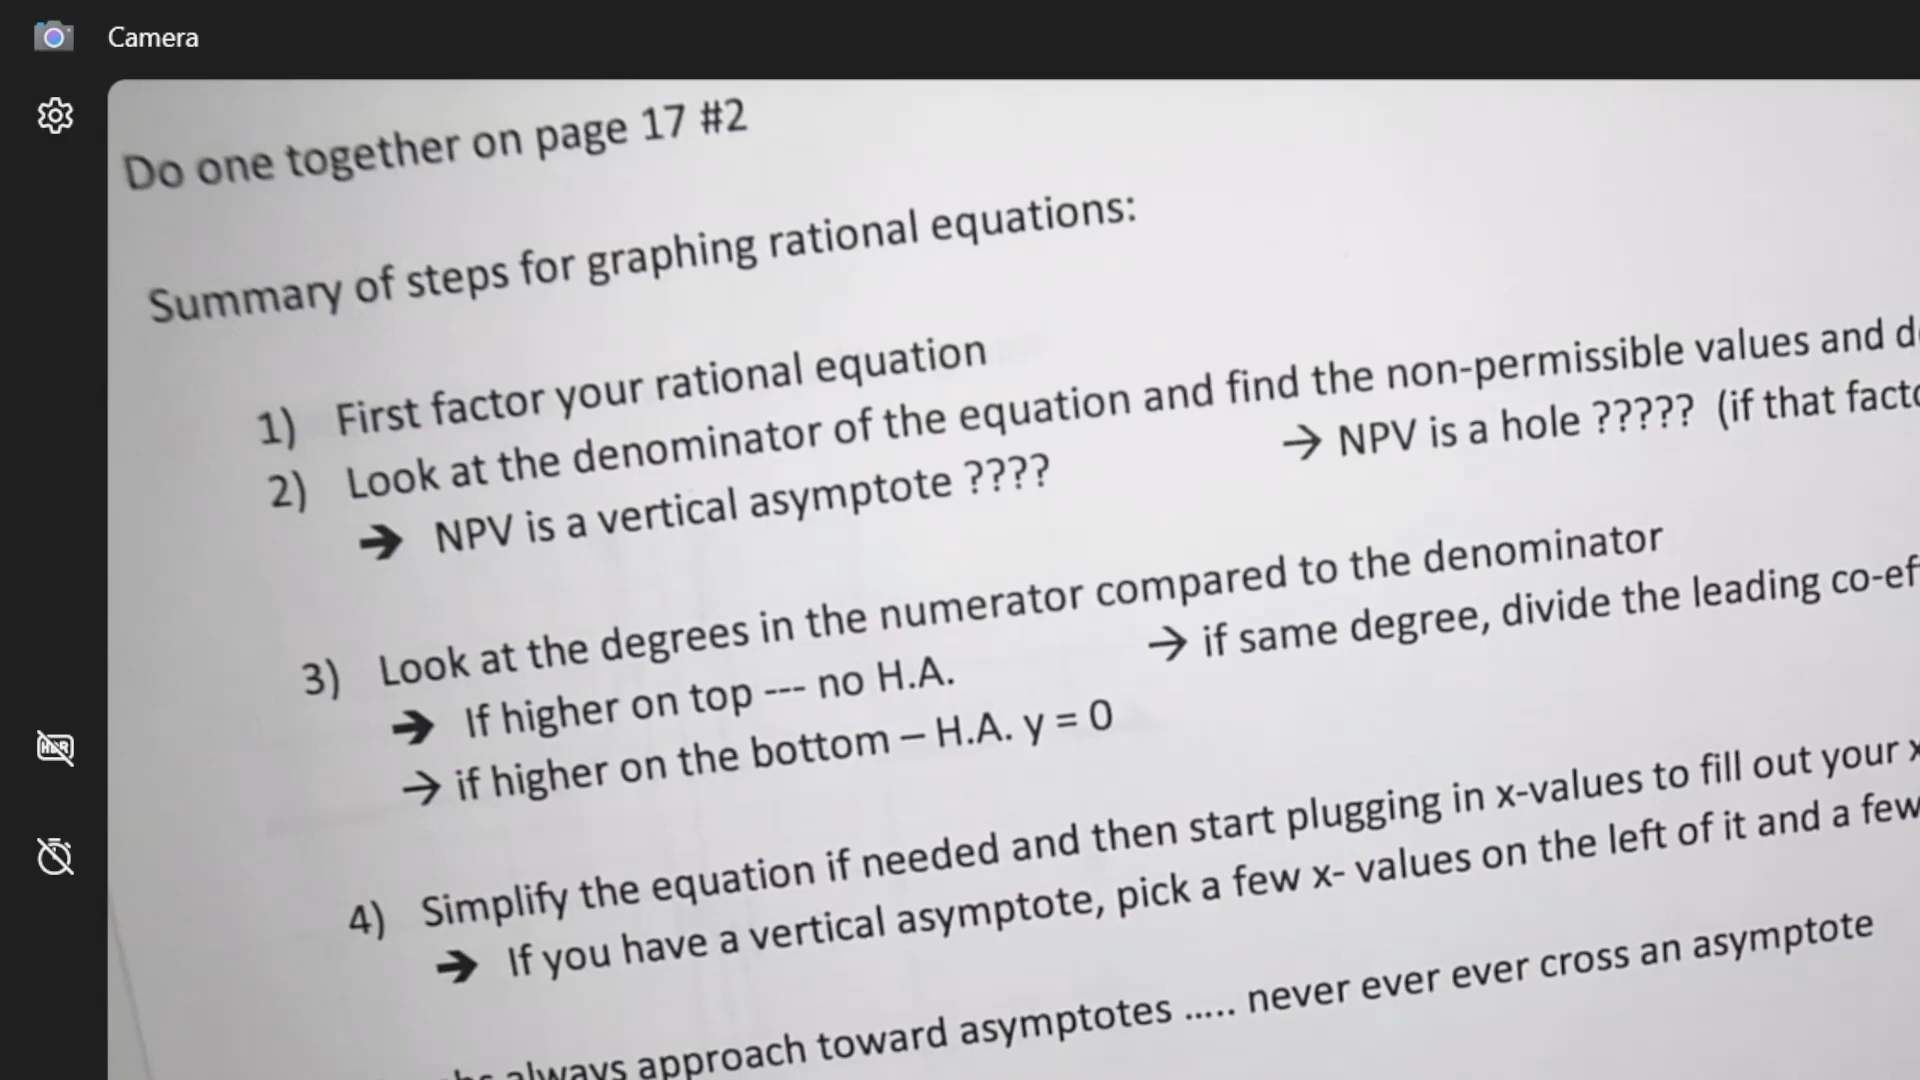 Camera
Do one together on page 17 #2
Summary of steps for graphing rational equations:
1) First factor your rational equation
2) Look at the denominator of the equation and find the non-permissible values and
→ NPV is a vertical asymptote ???? → NPV is a hole ????? (if that
3) Look at the degrees in the numerator compared to the denominator
→ If higher on top --- no H.A. → if same degree, divide the leading
→ if higher on the bottom – H.A. y = 0
4) Simplify the equation if needed and then start plugging in x-values to fill out your
→ If you have a vertical asymptote, pick a few x- values on the left of it and a few
always approach toward asymptotes ..... never ever ever cross an asymptote